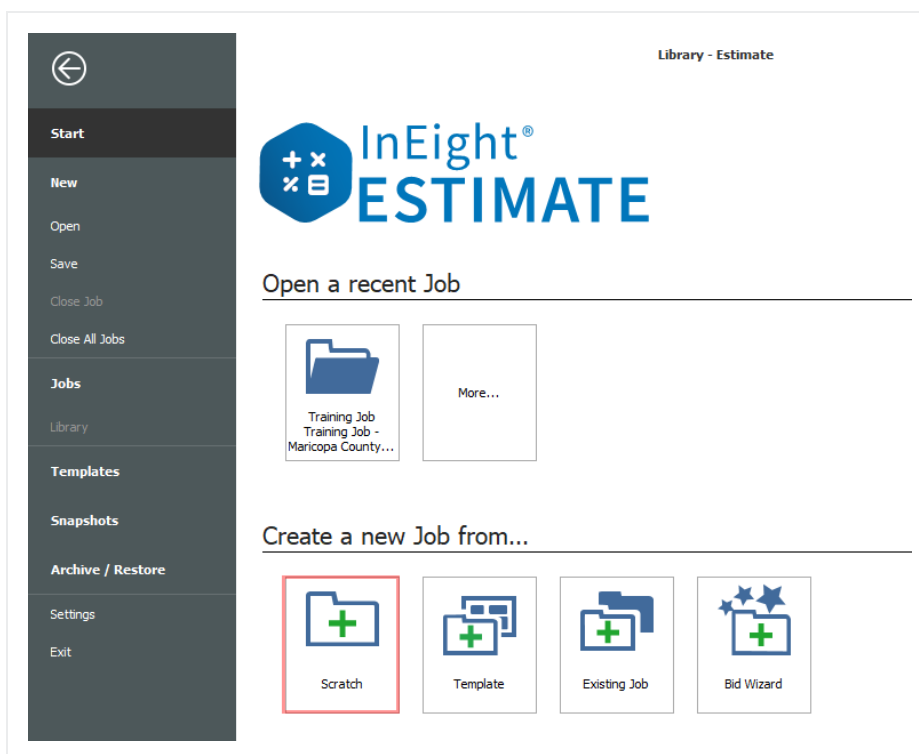 Library - Estimate
Start
New
Open
Save
Close Job
Close All Jobs
Jobs
Library
Templates
Snapshots
Archive / Restore
Settings
Exit
InEight®
ESTIMATE
Open a recent Job
Training Job
Training Job -
Maricopa County...
More...
Create a new Job from...
Scratch
Template
Existing Job
Bid Wizard